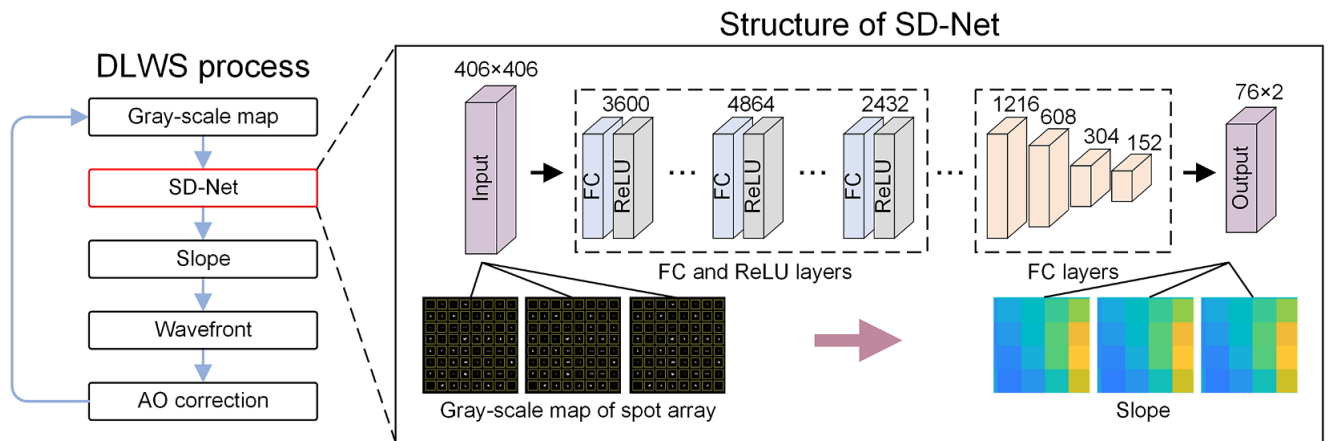 DLWS process
Gray-scale map
SD-Net
Slope
Wavefront
AO correction
Structure of SD-Net
406×406
Input
3600
FC
ReLU
4864
FC
ReLU
2432
FC
ReLU
FC and ReLU layers
1216
608
304
152
FC layers
76×2
Output
Gray-scale map of spot array
Slope